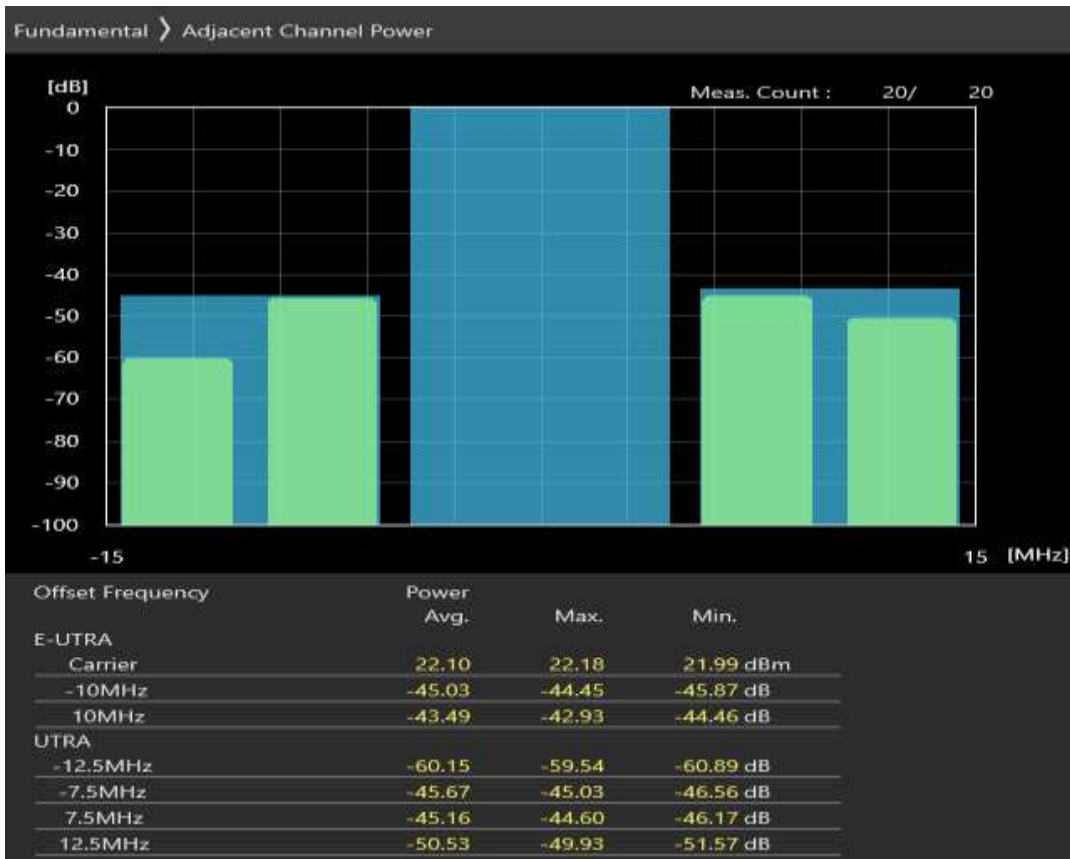 Fundamental 〉 Adjacent Channel Power
[dB]
Meas. Count : 20/ 20
0
-10
-20
-30
-40
-50
-60
-70
-80
-90
-100
-15 15 [MHz]
Offset Frequency Power
Avg. Max. Min.
E-UTRA
Carrier 22.10 22.18 21.99 dBm
-10MHz -45.03 -44.45 -45.87 dB
10MHz -43.49 -42.93 -44.46 dB
UTRA
-12.5MHz -60.15 -59.54 -60.89 dB
-7.5MHz -45.67 -45.03 -46.56 dB
7.5MHz -45.16 -44.60 -46.17 dB
12.5MHz -50.53 -49.93 -51.57 dB